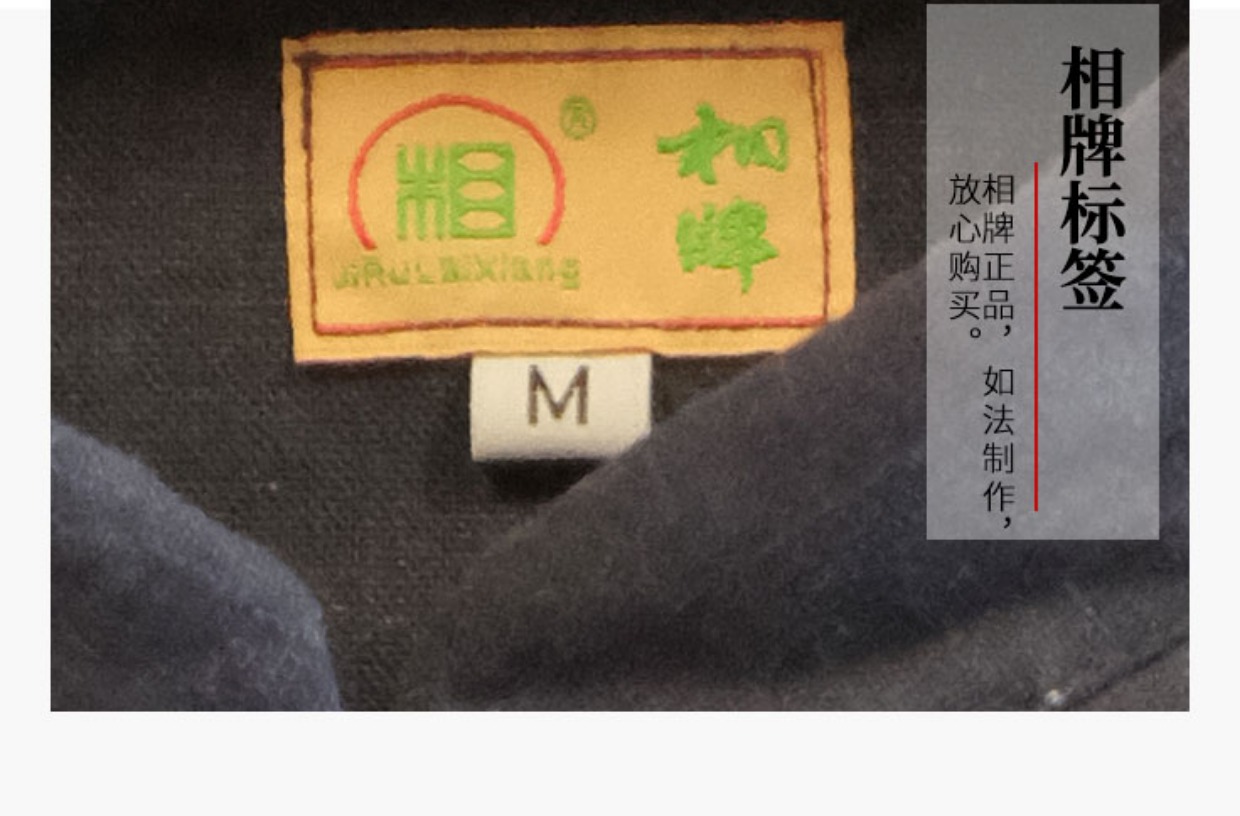 相
®
JiRuLaiXiang
相
牌
M
相牌标签
相牌正品，如法制作，
放心购买。